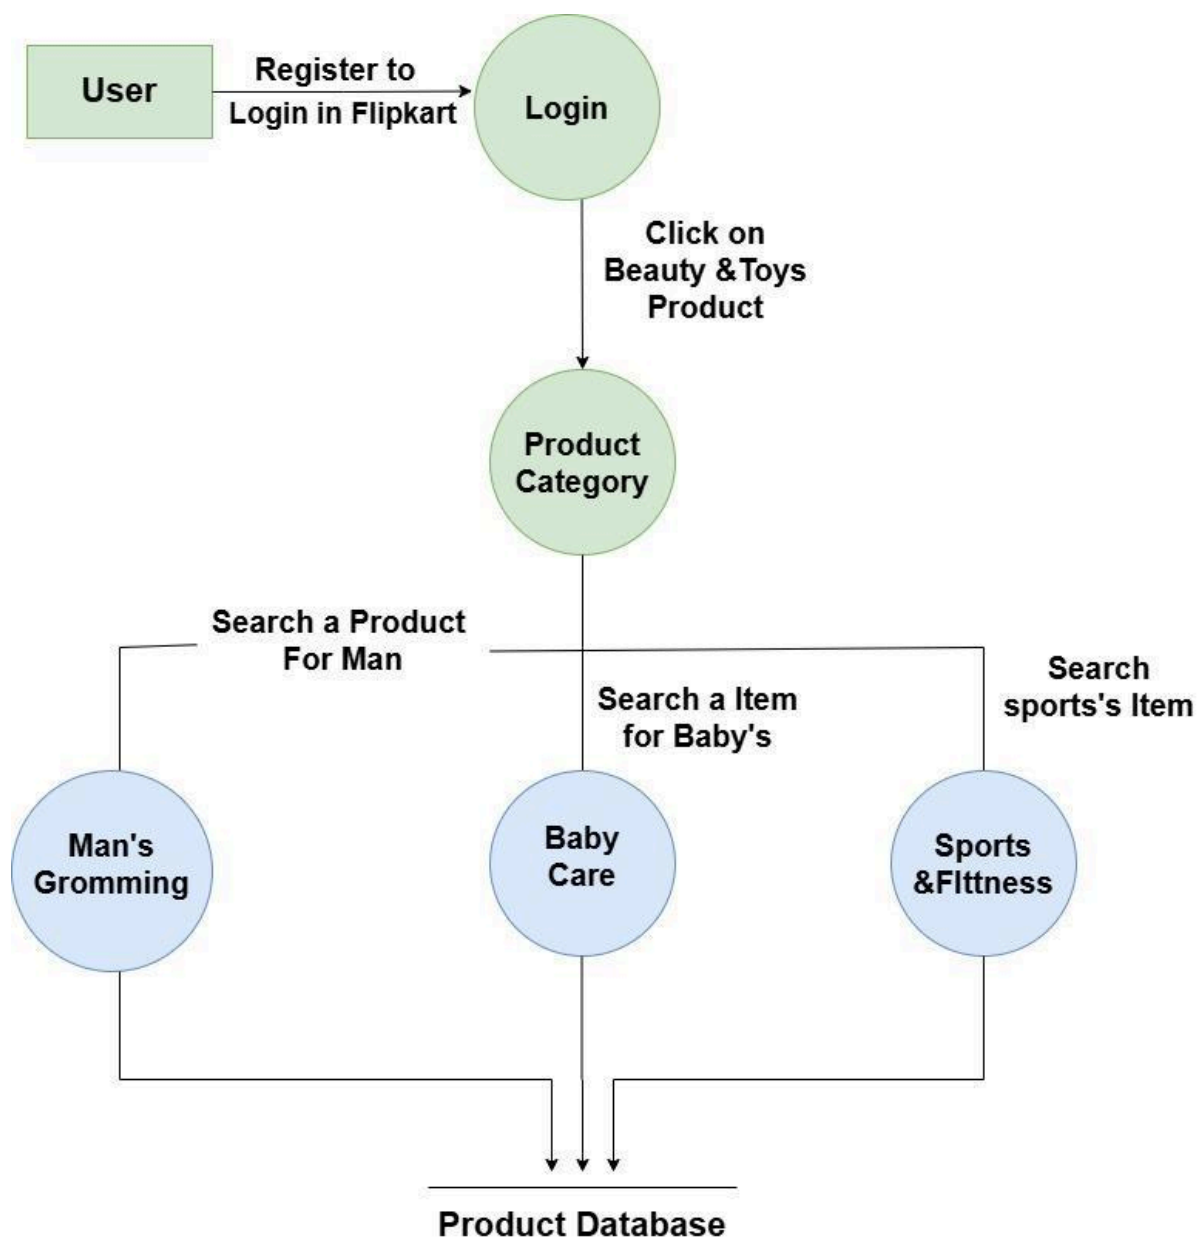 User
Register to
Login in Flipkart
Login
Click on
Beauty &Toys
Product
Product
Category
Search a Product
For Man
Search a Item
for Baby's
Search
sports's Item
Man's
Gromming
Baby
Care
Sports
&FIttness
Product Database